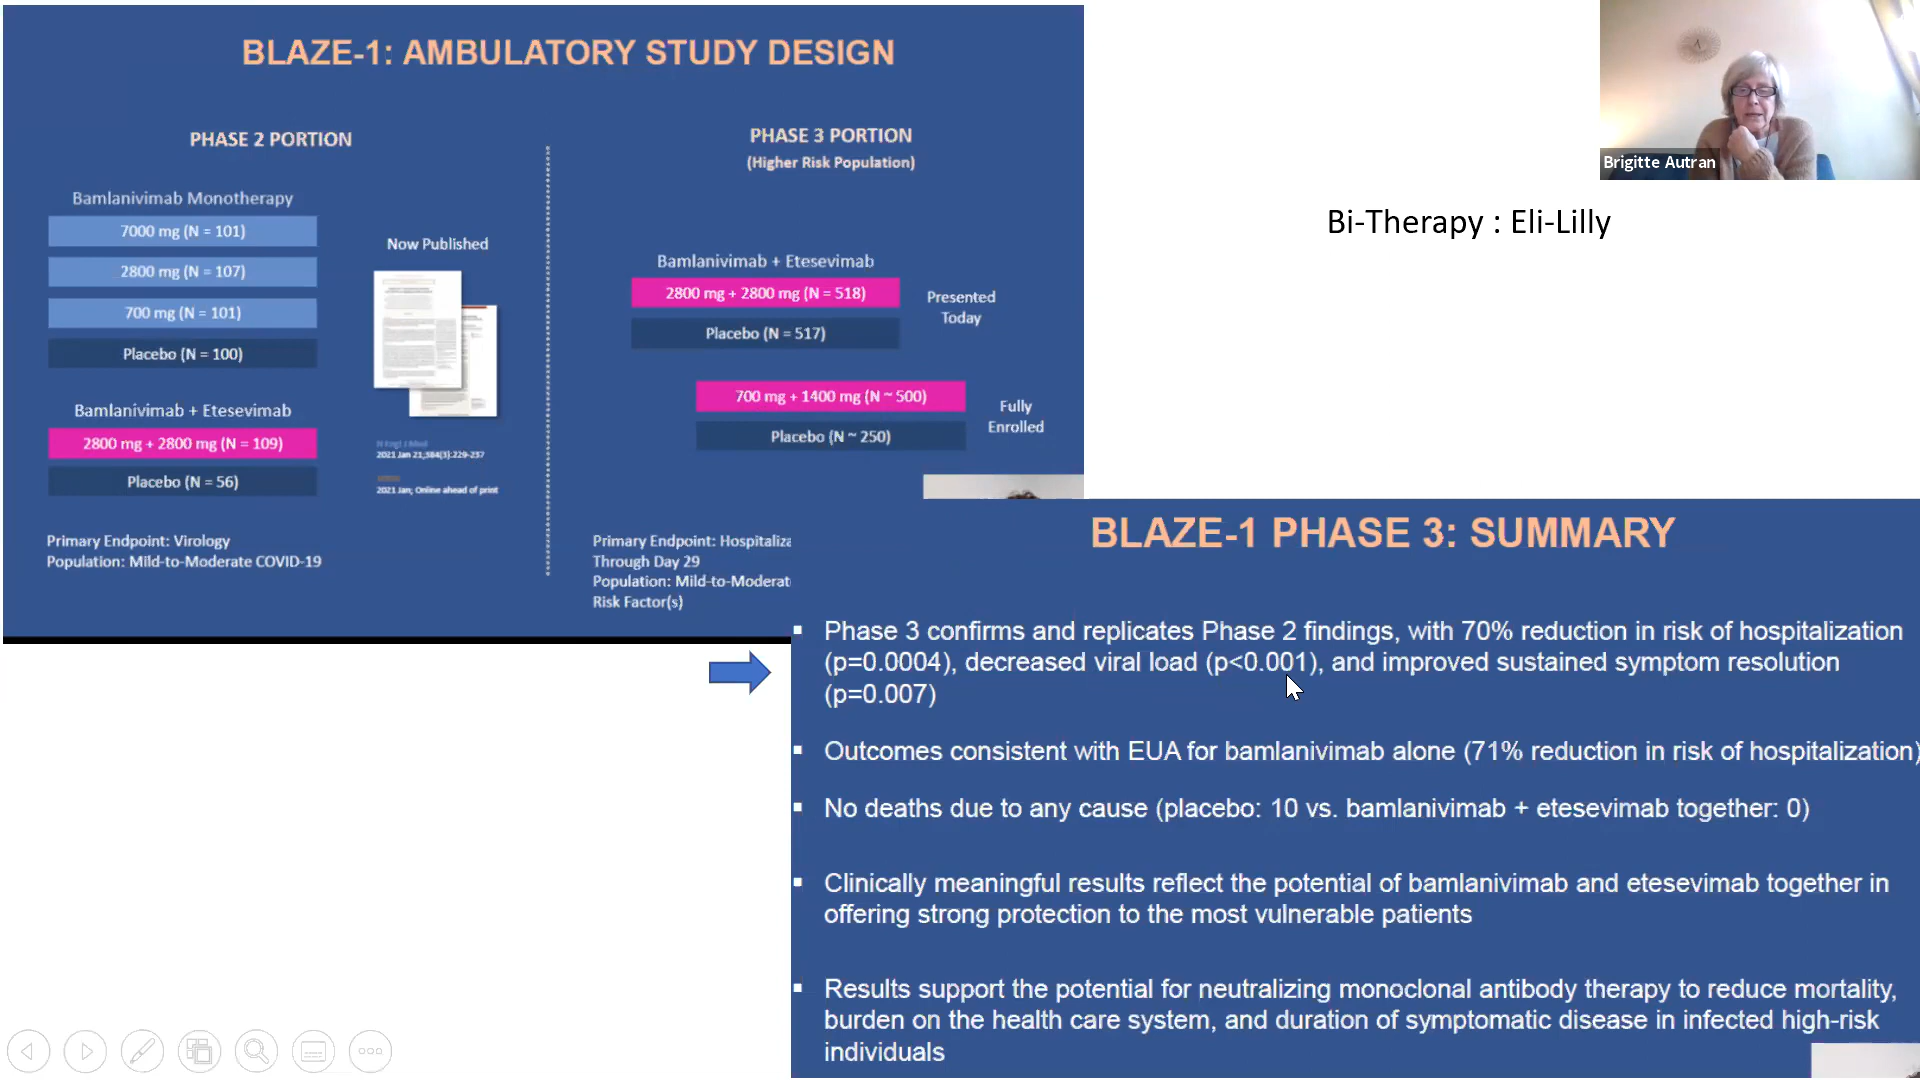 BLAZE-1: AMBULATORY STUDY DESIGN
PHASE 2 PORTION
Bamlanivimab Monotherapy
7000 mg (N = 101)
2800 mg (N = 107)
700 mg (N = 101)
Placebo (N = 100)
Bamlanivimab + Etesevimab
2800 mg + 2800 mg (N = 109)
Placebo (N = 56)
Now Published
N Engl J Med
2021 Jan 21;384(3):229-237
2021 Jan; Online ahead of print
Primary Endpoint: Virology
Population: Mild-to-Moderate COVID-19
PHASE 3 PORTION
(Higher Risk Population)
Bamlanivimab + Etesevimab
2800 mg + 2800 mg (N = 518)
Placebo (N = 517)
Presented
Today
700 mg + 1400 mg (N ~ 500)
Placebo (N ~ 250)
Fully
Enrolled
Primary Endpoint: Hospitaliza
Through Day 29
Population: Mild-to-Moderat
Risk Factor(s)
Brigitte Autran
Bi-Therapy : Eli-Lilly
BLAZE-1 PHASE 3: SUMMARY
▪ Phase 3 confirms and replicates Phase 2 findings, with 70% reduction in risk of hospitalization
(p=0.0004), decreased viral load (p<0.001), and improved sustained symptom resolution
(p=0.007)
▪ Outcomes consistent with EUA for bamlanivimab alone (71% reduction in risk of hospitalization)
▪ No deaths due to any cause (placebo: 10 vs. bamlanivimab + etesevimab together: 0)
▪ Clinically meaningful results reflect the potential of bamlanivimab and etesevimab together in
offering strong protection to the most vulnerable patients
▪ Results support the potential for neutralizing monoclonal antibody therapy to reduce mortality,
burden on the health care system, and duration of symptomatic disease in infected high-risk
individuals